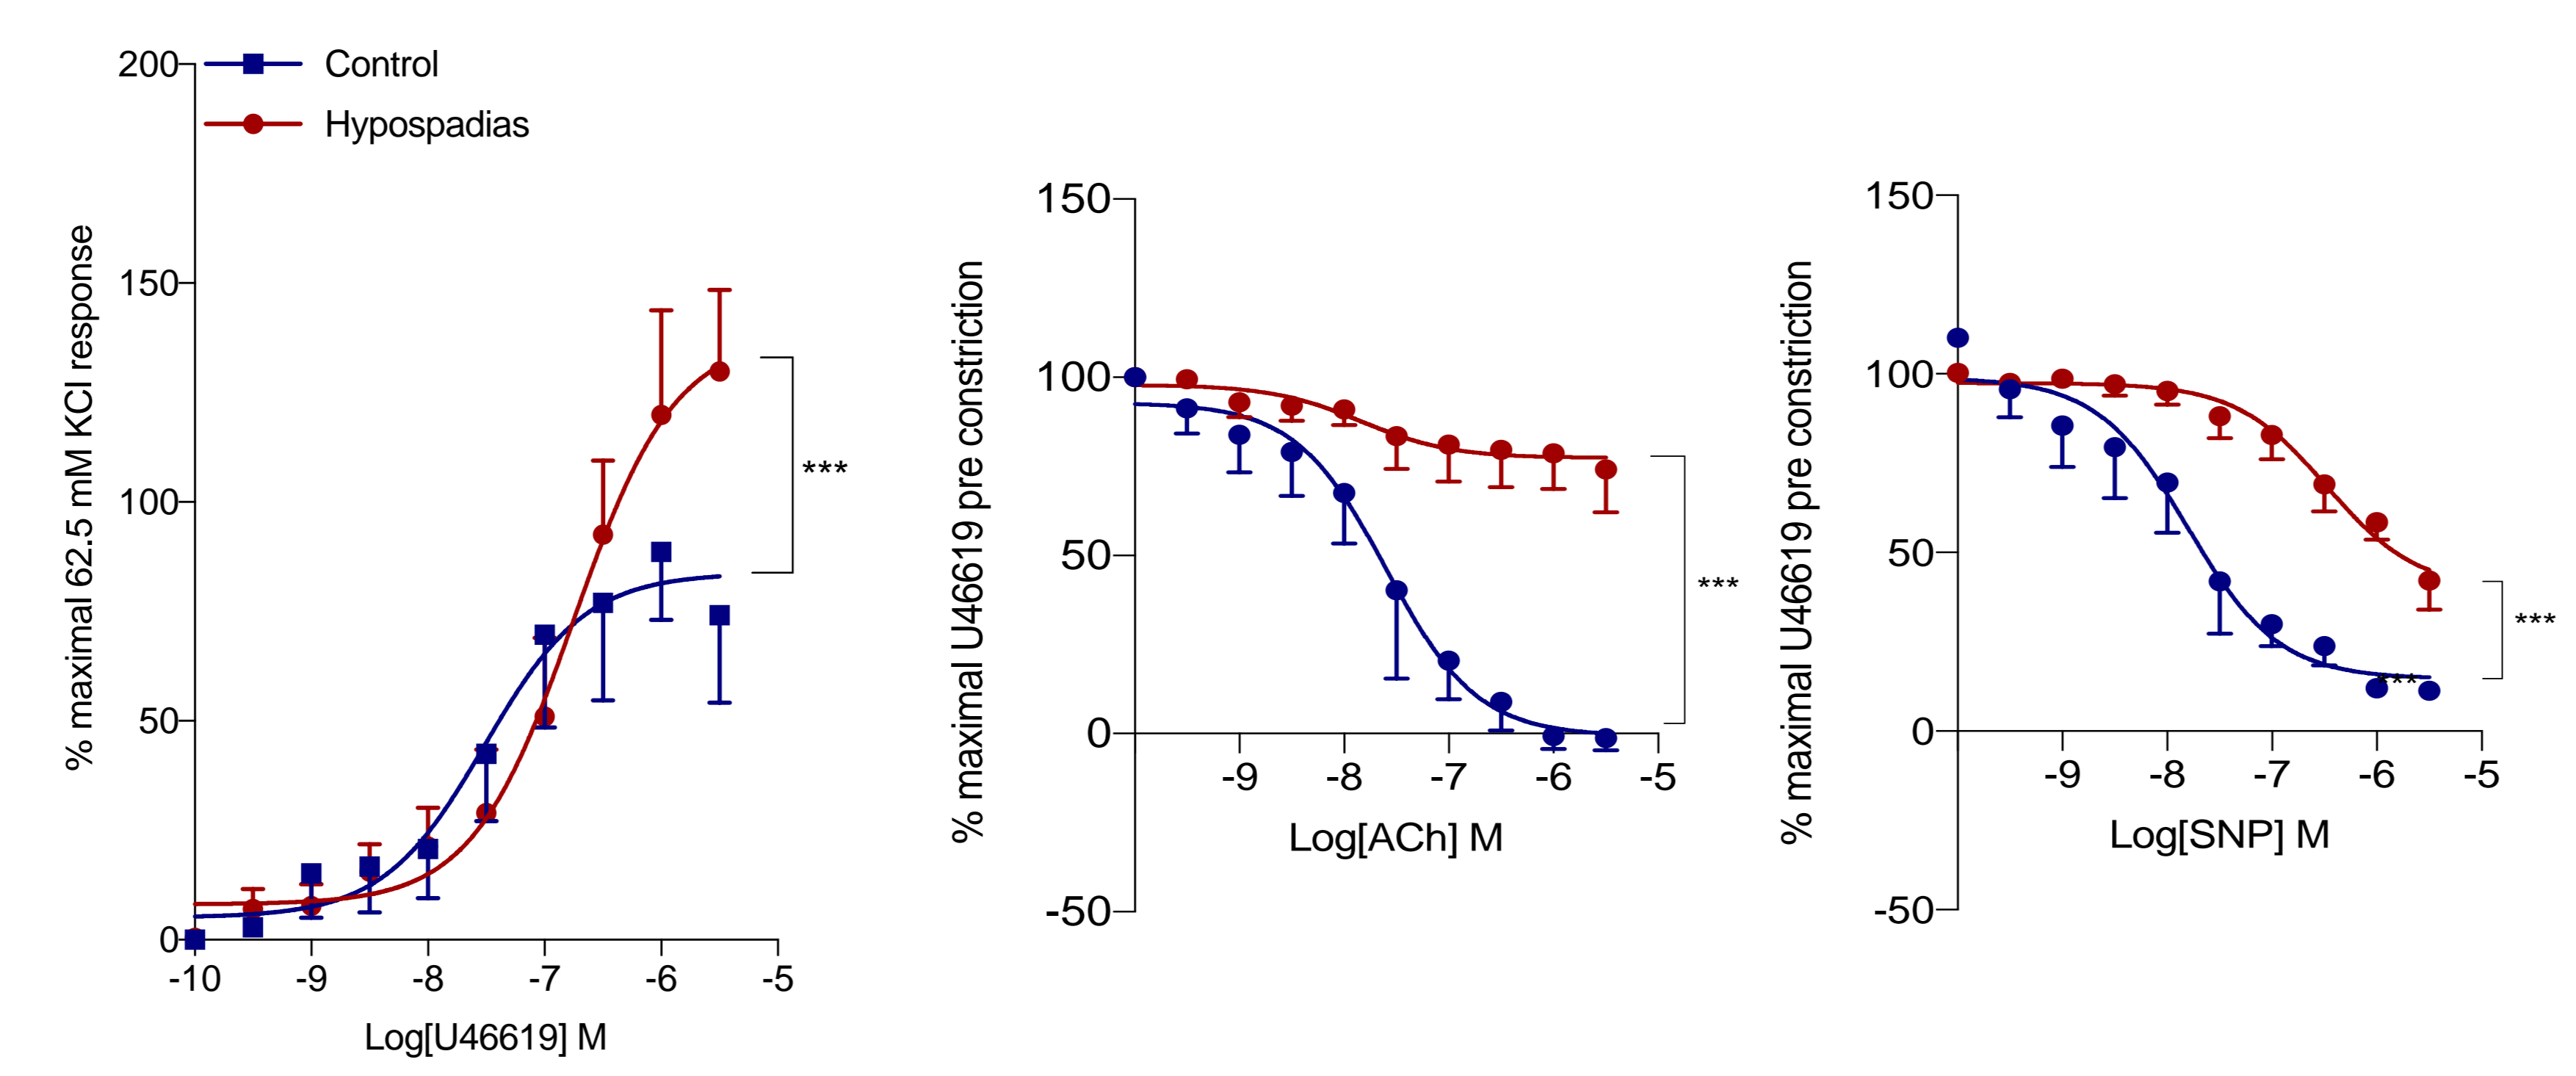 Control
Hypospadias
% maximal 62.5 mM KCl response
200
150
100
50
0
-10 -9 -8 -7 -6 -5
Log[U46619] M
***
% maximal U46619 pre constriction
150
100
50
0
-50
-9 -8 -7 -6 -5
Log[ACh] M
***
% maximal U46619 pre constriction
150
100
50
0
-50
-9 -8 -7 -6 -5
Log[SNP] M
***
***